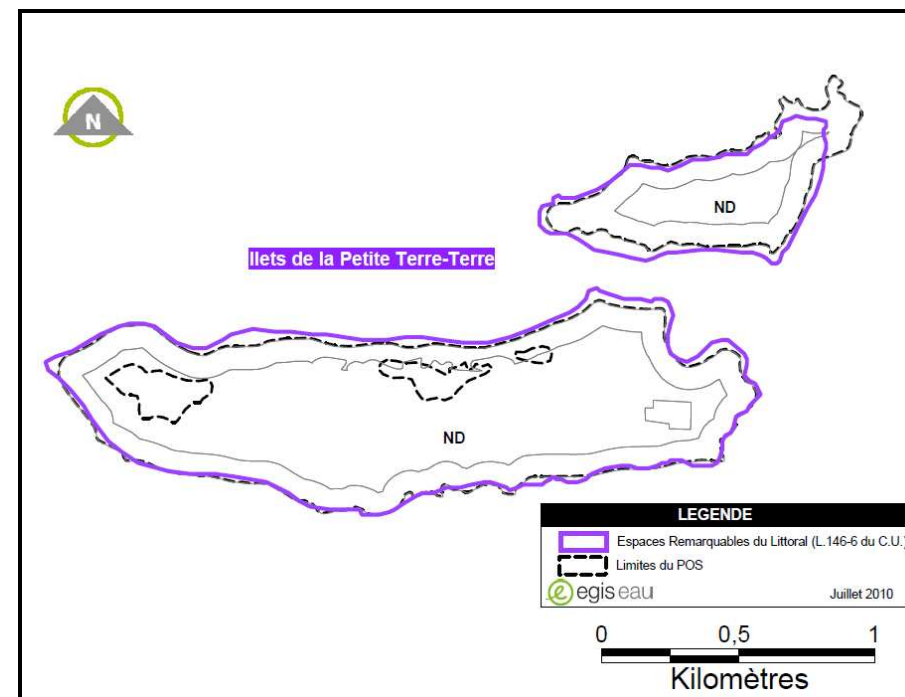 N
ND
Ilets de la Petite Terre-Terre
ND
LEGENDE
Espaces Remarquables du Littoral (L.146-6 du C.U.)
Limites du POS
e egis eau Juillet 2010
0 0,5 1
Kilomètres